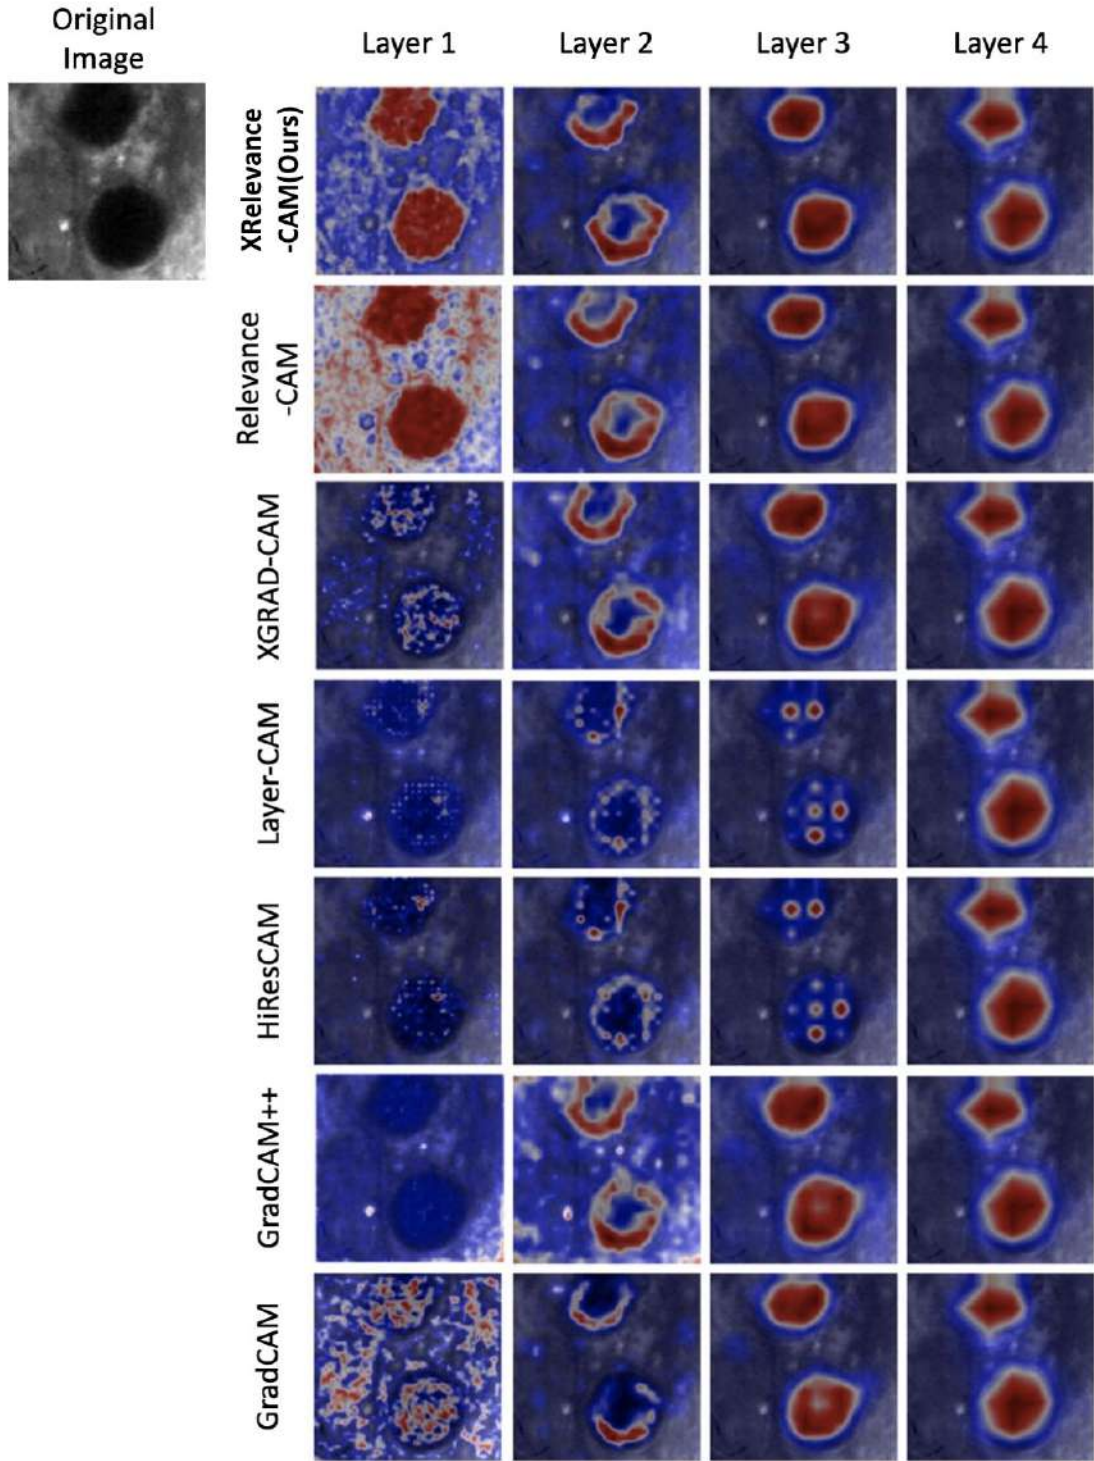 Original
Image
Layer 1
Layer 2
Layer 3
Layer 4
XRelevance
-CAM(Ours)
Relevance
-CAM
XGRAD-CAM
Layer-CAM
HiResCAM
GradCAM++
GradCAM